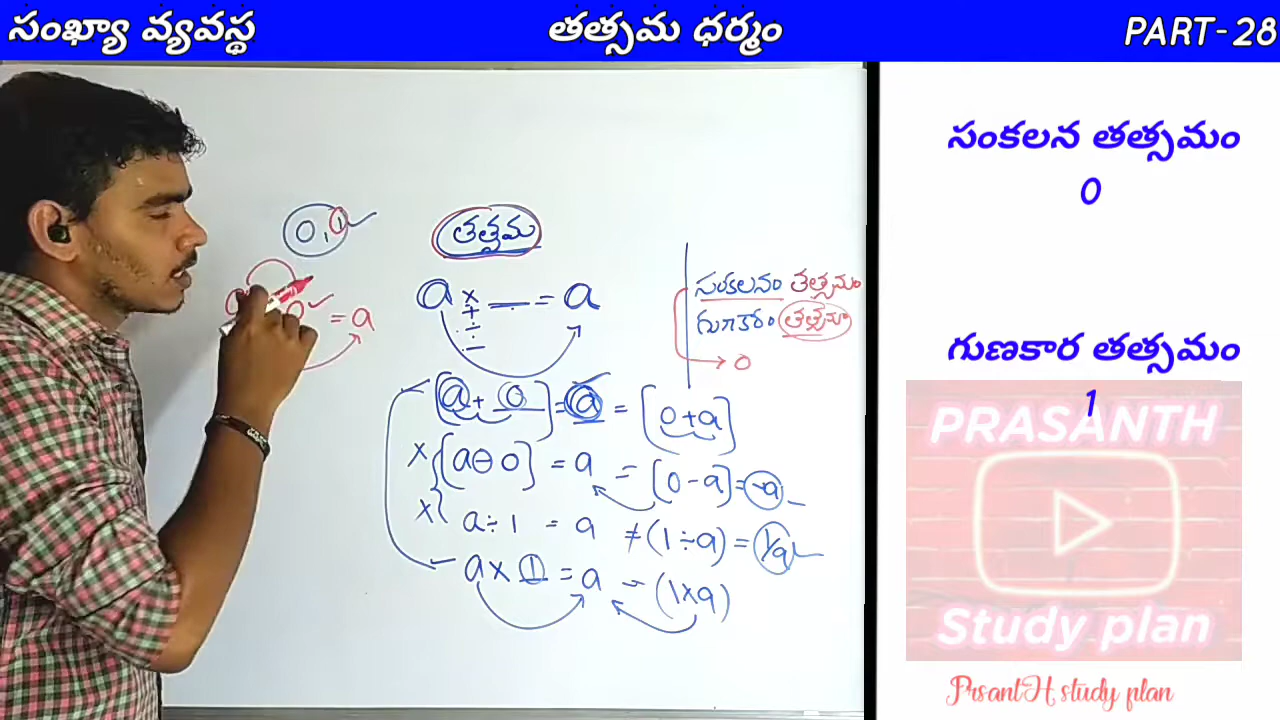 సంఖ్యా వ్యవస్థ
తత్సమ ధర్మం
PART-28
సంకలన తత్సమం
0
గుణకార తత్సమం
1
PRASANTH
Study plan
PrsantH study plan
0, 1
= a
తత్సమ
a × ___ = a
+
÷
-
సంకలనం తత్సమం
గుణకారం తత్సమ
→ 0
[a + 0] = a = [0 + a]
× {[a - 0] = a = [0 - a] = -a
× { a ÷ 1 = a ≠ (1 ÷ a) = 1/a
a × 1 = a = (1 × a)